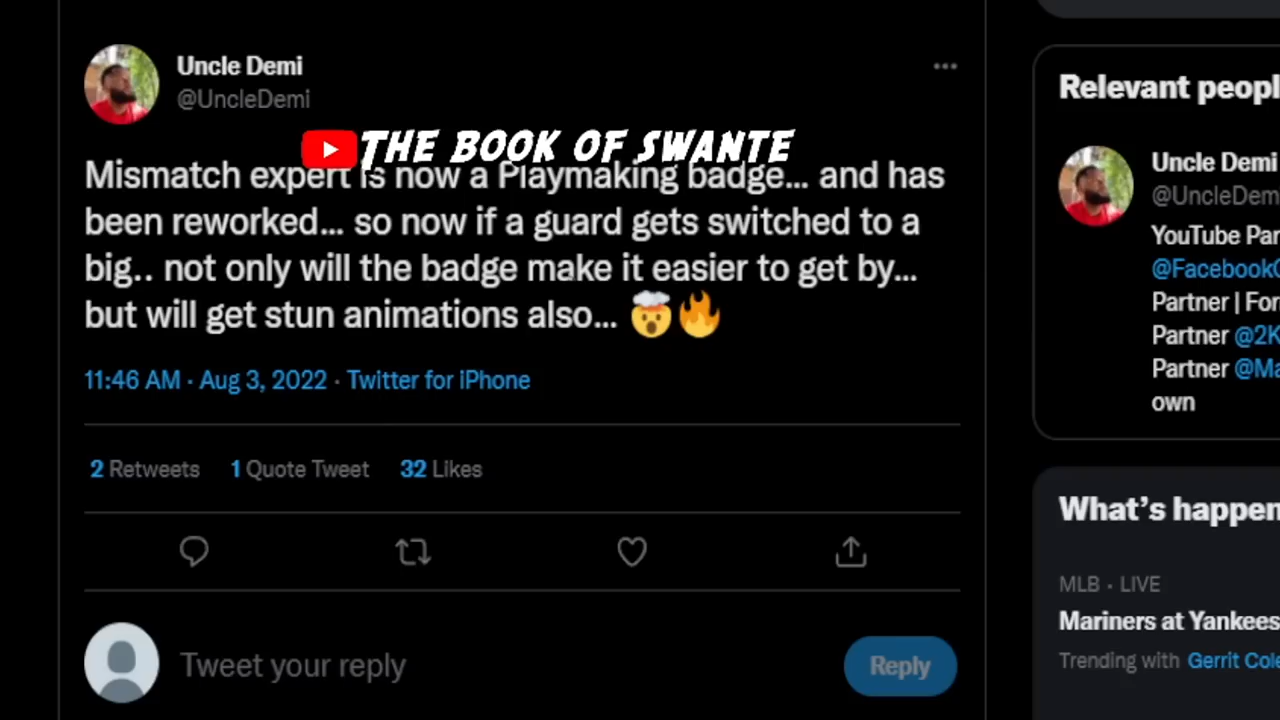 Uncle Demi
@UncleDemi
THE BOOK OF SWANTE
Mismatch expert is now a Playmaking badge... and has
been reworked... so now if a guard gets switched to a
big.. not only will the badge make it easier to get by...
but will get stun animations also... 🤯🔥
11:46 AM · Aug 3, 2022 · Twitter for iPhone
2 Retweets 1 Quote Tweet 32 Likes
Tweet your reply
Reply
Relevant peopl
Uncle Demi
@UncleDem
YouTube Par
@Facebook
Partner | For
Partner @2K
Partner @Ma
own
What's happen
MLB · LIVE
Mariners at Yankees
Trending with Gerrit Cole